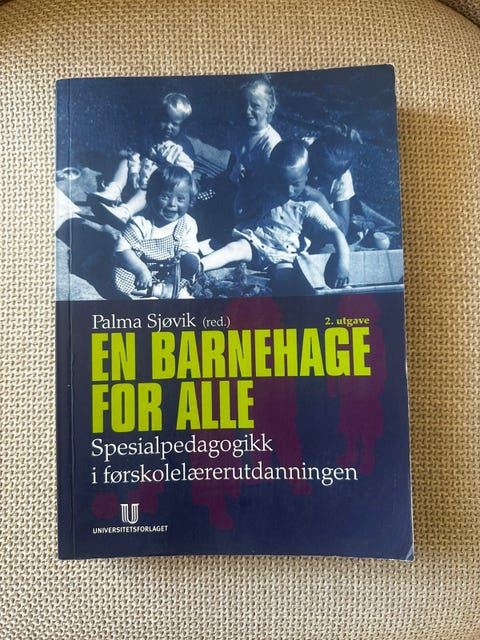 Palma Sjøvik (red.)
2. utgave
EN BARNEHAGE
FOR ALLE
Spesialpedagogikk
i førskolelærerutdanningen
UNIVERSITETSFORLAGET